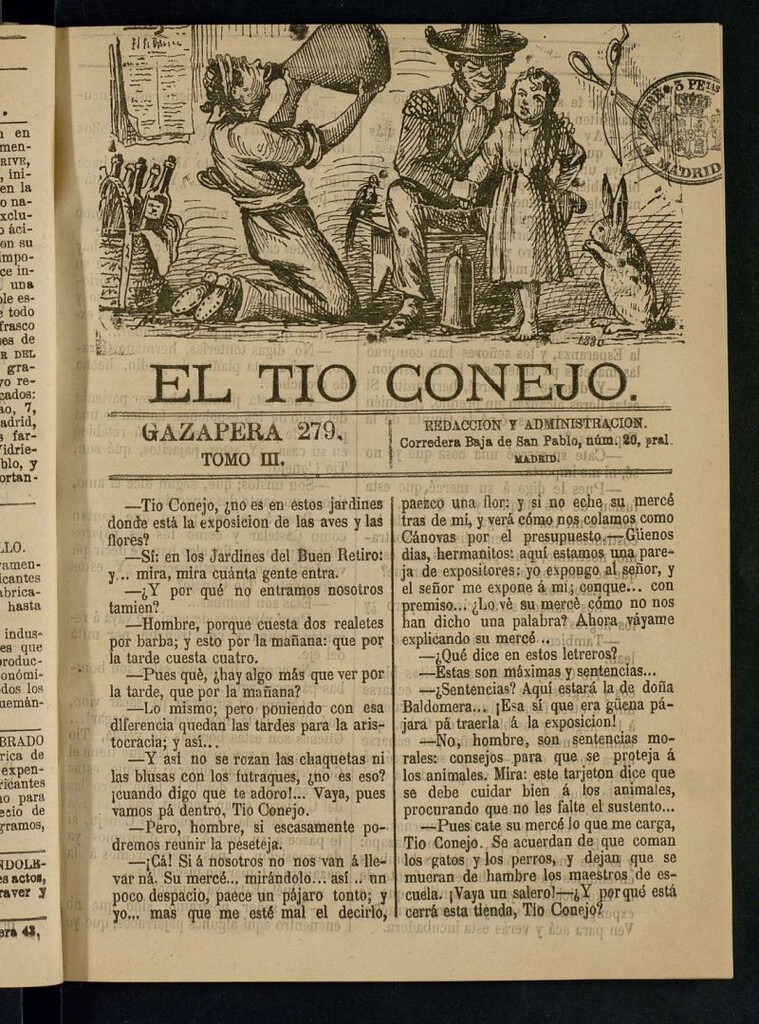 EL TIO CONEJO.
GAZAPERA 279.
TOMO III.
REDACCION Y ADMINISTRACION.
Corredera Baja de San Pablo, núm. 20, pral.
MADRID.
—Tio Conejo, ¿no es en estos jardines
donde está la exposicion de las aves y las
flores?
—Sí: en los Jardines del Buen Retiro:
y... mira, mira cuánta gente entra.
—¿Y por qué no entramos nosotros
tamien?
—Hombre, porque cuesta dos realetes
por barba; y esto por la mañana: que por
la tarde cuesta cuatro.
—Pues qué, ¿hay algo más que ver por
la tarde, que por la mañana?
—Lo mismo; pero poniendo con esa
diferencia quedan las tardes para la aris-
tocracia; y así...
—Y así no se rozan las chaquetas ni
las blusas con los futraques, ¿no es eso?
¡cuando digo que te adoro!... Vaya, pues
vamos pá dentro, Tio Conejo.
—Pero, hombre, si escasamente po-
dremos reunir la peseteja.
—¡Cá! Si á nosotros no nos van á lle-
var ná. Su mercé... mirándolo... así .. un
poco despacio, paece un pájaro tonto; y
yo... mas que me esté mal el decirlo,
paezco una flor: y si no eche su mercé
tras de mí, y verá cómo nos colamos como
Cánovas por el presupuesto.—Güenos
dias, hermanitos: aquí estamos una pare-
ja de expositores: yo expongo al señor, y
el señor me expone á mí; conque... con
premiso... ¿Lo vé su mercé cómo no nos
han dicho una palabra? Ahora váyame
explicando su mercé ..
—¿Qué dice en estos letreros?
—Estas son máximas y sentencias...
—¿Sentencias? Aquí estará la de doña
Baldomera... ¡Esa sí que era güena pá-
jara pá traerla á la exposicion!
—No, hombre, son sentencias mo-
rales: consejos para que se proteja á
los animales. Mira: este tarjeton dice que
se debe cuidar bien á los animales,
procurando que no les falte el sustento...
—Pues cate su mercé lo que me carga,
Tio Conejo. Se acuerdan de que coman
los gatos y los perros, y dejan que se
mueran de hambre los maestros de es-
cuela. ¡Vaya un salero!—¿Y por qué está
cerrá esta tienda, Tio Conejo?
3 PETAS
MADRID
1880